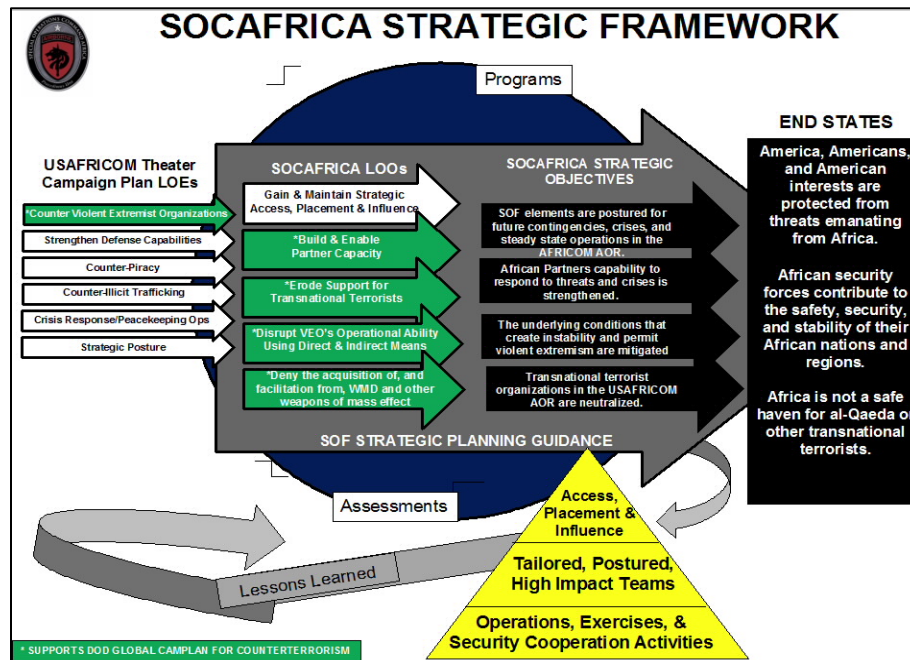 SOCAFRICA STRATEGIC FRAMEWORK
Programs
USAFRICOM Theater
Campaign Plan LOEs
*Counter Violent Extremist Organizations
Strengthen Defense Capabilities
Counter-Piracy
Counter-Illicit Trafficking
Crisis Response/Peacekeeping Ops
Strategic Posture
SOCAFRICA LOOs
Gain & Maintain Strategic
Access, Placement & Influence
*Build & Enable
Partner Capacity
*Erode Support for
Transnational Terrorists
*Disrupt VEO's Operational Ability
Using Direct & Indirect Means
*Deny the acquisition of, and
facilitation from, WMD and other
weapons of mass effect
SOCAFRICA STRATEGIC
OBJECTIVES
SOF elements are postured for
future contingencies, crises, and
steady state operations in the
AFRICOM AOR.
African Partners capability to
respond to threats and crises is
strengthened.
The underlying conditions that
create instability and permit
violent extremism are mitigated
Transnational terrorist
organizations in the USAFRICOM
AOR are neutralized.
SOF STRATEGIC PLANNING GUIDANCE
END STATES
America, Americans,
and American
interests are
protected from
threats emanating
from Africa.
African security
forces contribute to
the safety, security,
and stability of their
African nations and
regions.
Africa is not a safe
haven for al-Qaeda or
other transnational
terrorists.
Assessments
Lessons Learned
Access,
Placement &
Influence
Tailored, Postured,
High Impact Teams
Operations, Exercises, &
Security Cooperation Activities
* SUPPORTS DOD GLOBAL CAMPLAN FOR COUNTERTERRORISM